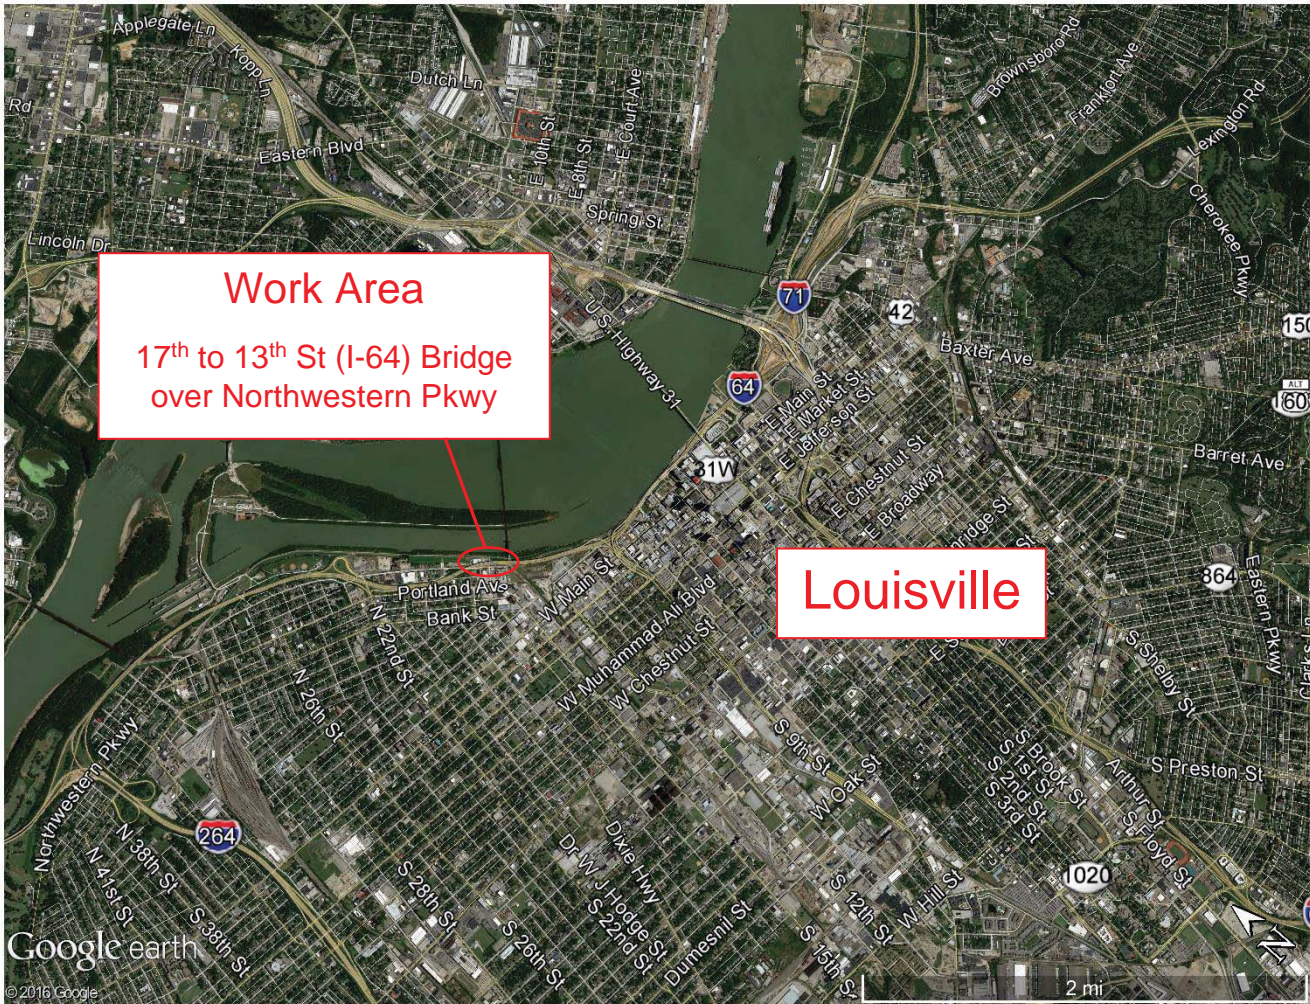 Applegate Ln
Kopp Ln
Dutch Ln
Rd
Eastern Blvd
E 10th St
E 8th St
E Court Ave
Spring St
Brownsboro Rd
Frankfort Ave
Lexington Rd
Cherokee Pkwy
Lincoln Dr
Work Area
17th to 13th St (I-64) Bridge
over Northwestern Pkwy
U.S. Highway 31
71
42
150
Baxter Ave
64
ALT
160
E Main St
E Market St
E Jefferson St
31W
E Chestnut St
E Broadway
Barret Ave
Louisville
864
Eastern Pkwy
Portland Ave
Bank St
W Main St
N 22nd St
N 26th St
W Muhammad Ali Blvd
W Chestnut St
S Shelby St
Northwestern Pkwy
264
N 38th St
N 41st St
S 38th St
S 28th St
S 26th St
Dr W J Hodge St
S 22nd St
Dixie Hwy
Dumesnil St
S 9th St
W Oak St
S 12th St
S 15th St
W Hill St
S Brook St
S 1st St
S 2nd St
S 3rd St
Arthur St
S Floyd St
S Preston St
1020
N
Google earth
© 2016 Google
2 mi